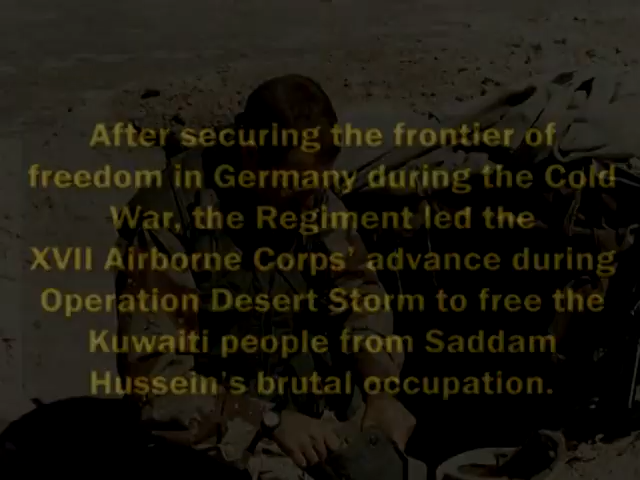 After securing the frontier of
freedom in Germany during the Cold
War, the Regiment led the
XVII Airborne Corps' advance during
Operation Desert Storm to free the
Kuwaiti people from Saddam
Hussein's brutal occupation.